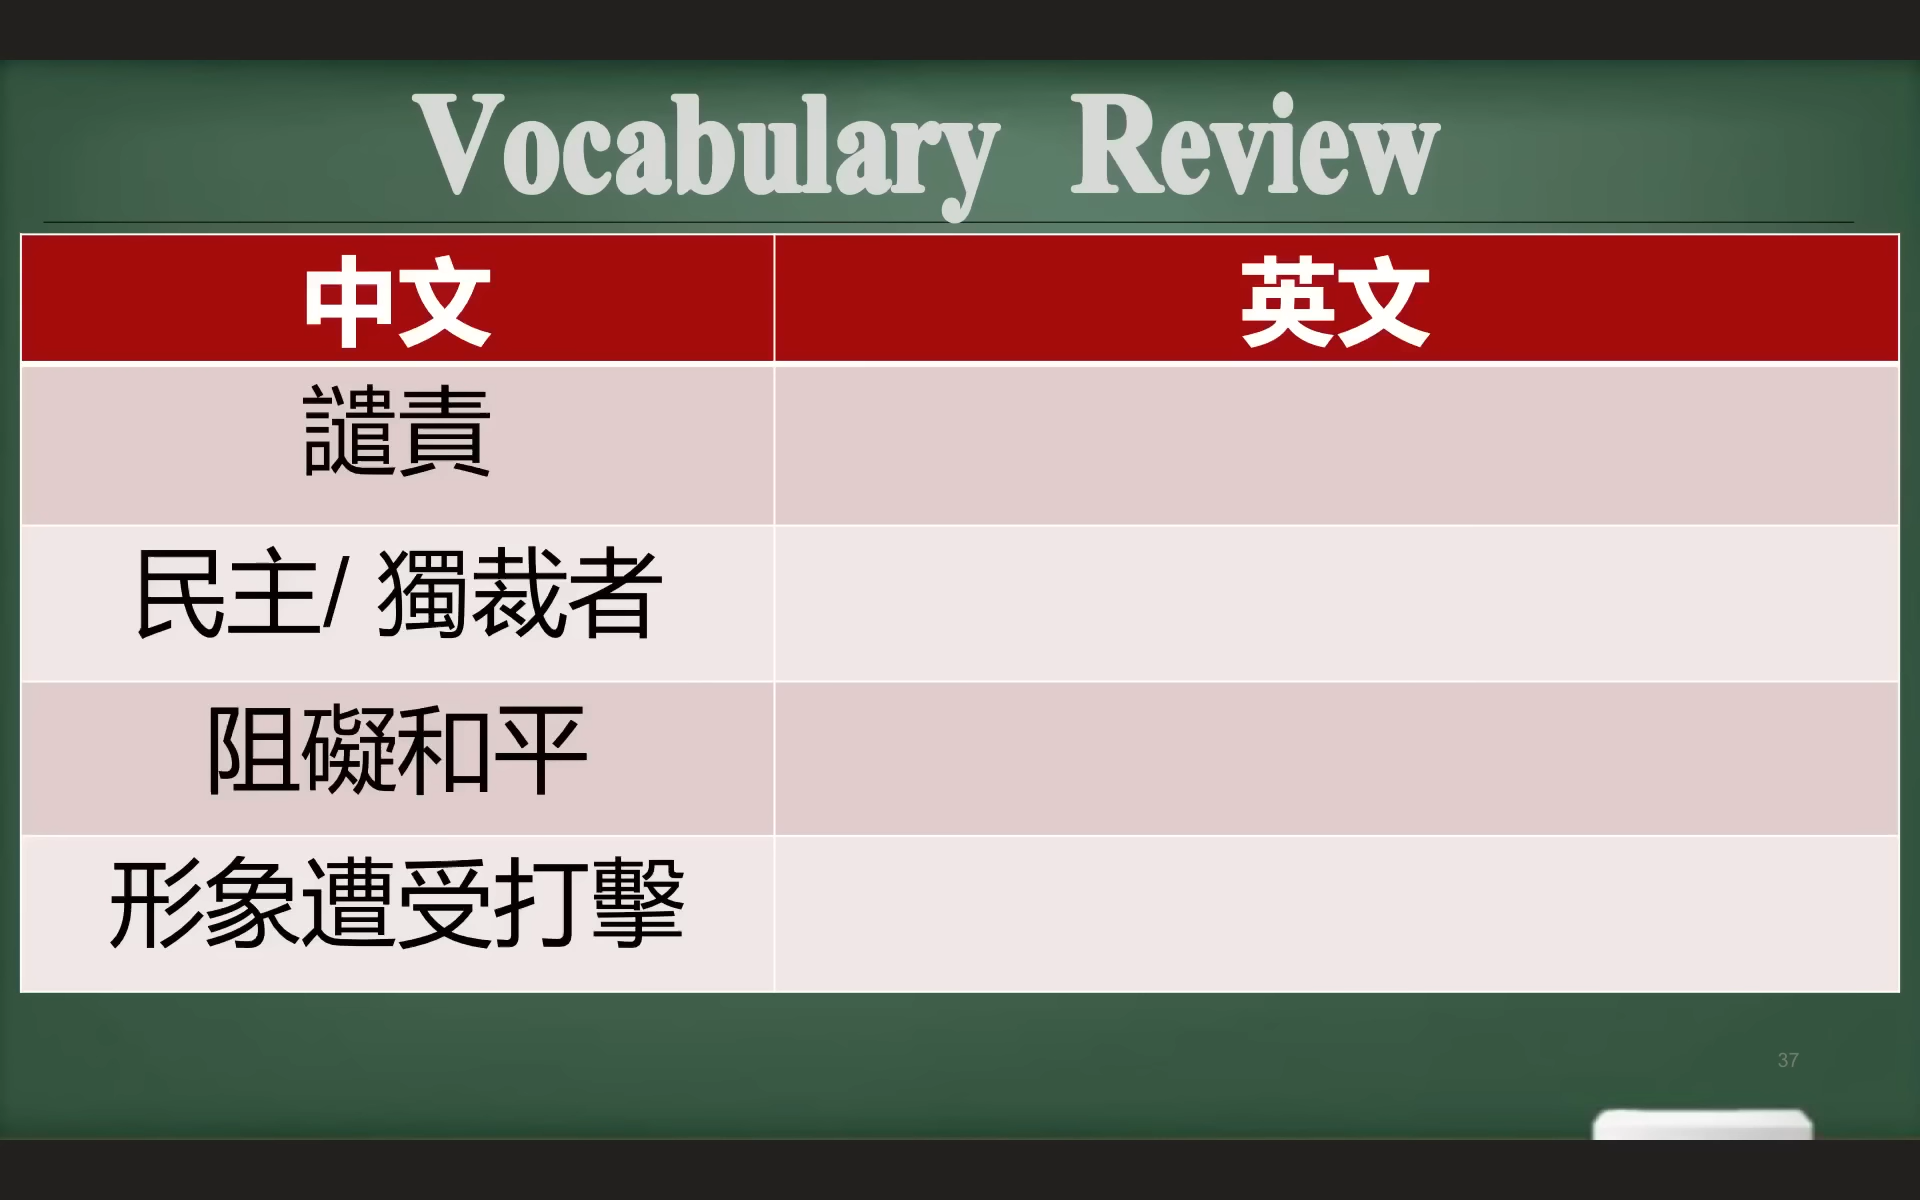 Vocabulary Review
中文
英文
譴責
民主/ 獨裁者
阻礙和平
形象遭受打擊
37